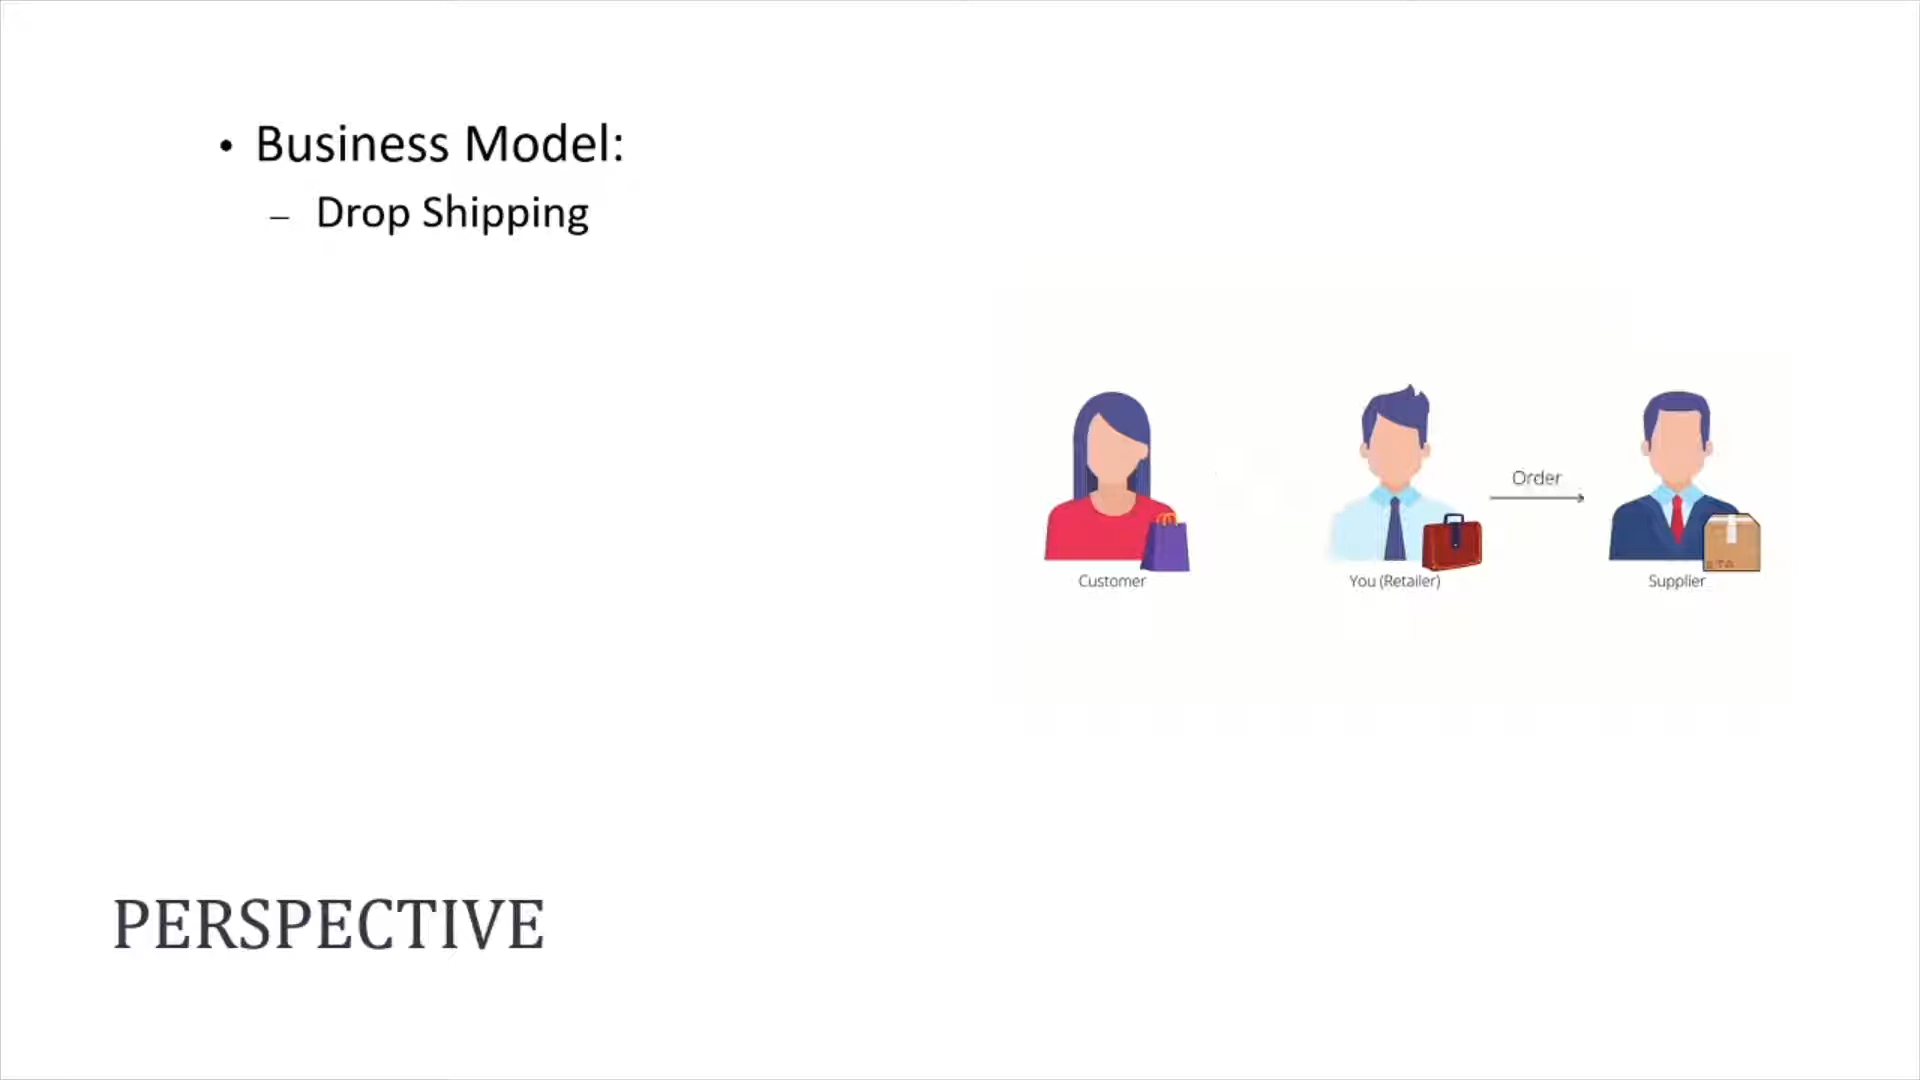 • Business Model:
– Drop Shipping
Order
Customer
You (Retailer)
Supplier
PERSPECTIVE